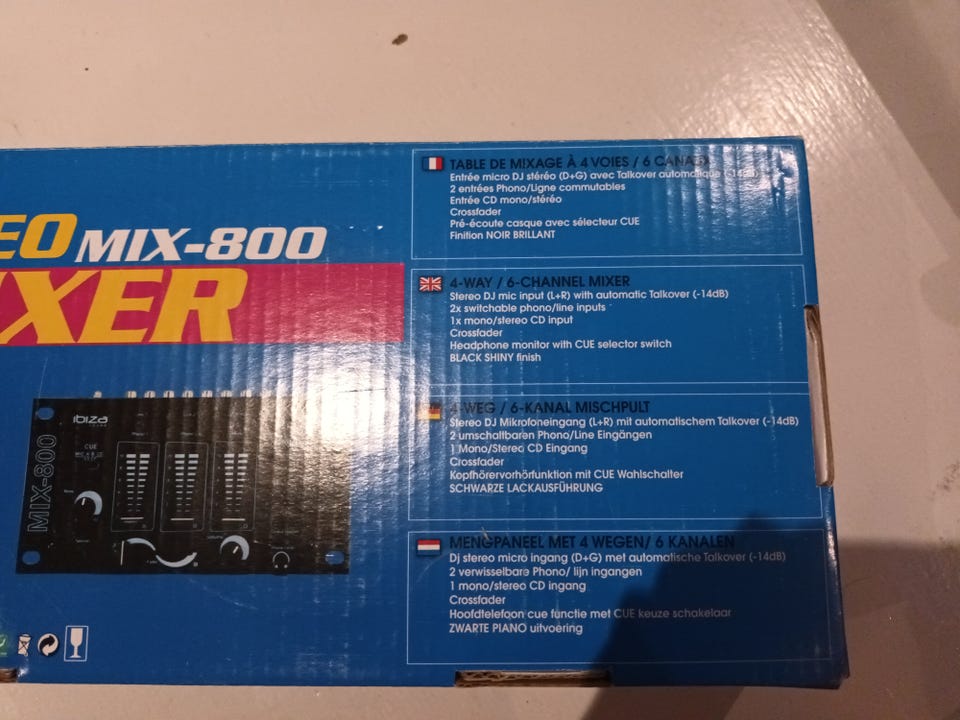 EO MIX-800
XER
ibiza
MIX-800
CUE
TABLE DE MIXAGE À 4 VOIES / 6 CANAUX
Entrée micro DJ stéréo (D+G) avec Talkover automatique (-14dB)
2 entrées Phono/Ligne commutables
Entrée CD mono/stéréo
Crossfader
Pré-écoute casque avec sélecteur CUE
Finition NOIR BRILLANT
4-WAY / 6-CHANNEL MIXER
Stereo DJ mic input (L+R) with automatic Talkover (-14dB)
2x switchable phono/line inputs
1x mono/stereo CD input
Crossfader
Headphone monitor with CUE selector switch
BLACK SHINY finish
4-WEG / 6-KANAL MISCHPULT
Stereo DJ Mikrofoneingang (L+R) mit automatischem Talkover (-14dB)
2 umschaltbaren Phono/Line Eingängen
1 Mono/Stereo CD Eingang
Crossfader
Kopfhörervorhörfunktion mit CUE Wahlschalter
SCHWARZE LACKAUSFÜHRUNG
MENGPANEEL MET 4 WEGEN/ 6 KANALEN
Dj stereo micro ingang (D+G) met automatische Talkover (-14dB)
2 verwisselbare Phono/ lijn ingangen
1 mono/stereo CD ingang
Crossfader
Hoofdtelefoon cue functie met CUE keuze schakelaar
ZWARTE PIANO uitvoering